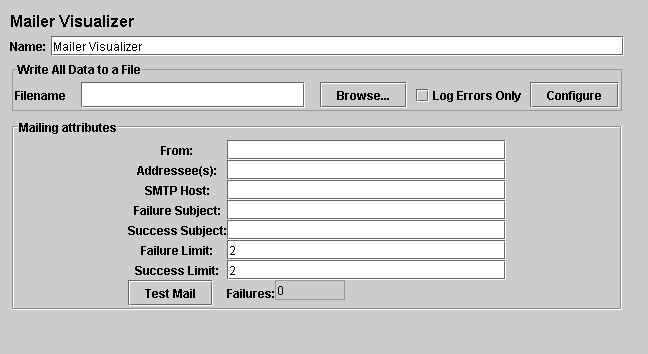 Mailer Visualizer
Name: Mailer Visualizer
Write All Data to a File
Filename Browse... Log Errors Only Configure
Mailing attributes
From:
Addressee(s):
SMTP Host:
Failure Subject:
Success Subject:
Failure Limit: 2
Success Limit: 2
Test Mail Failures: 0